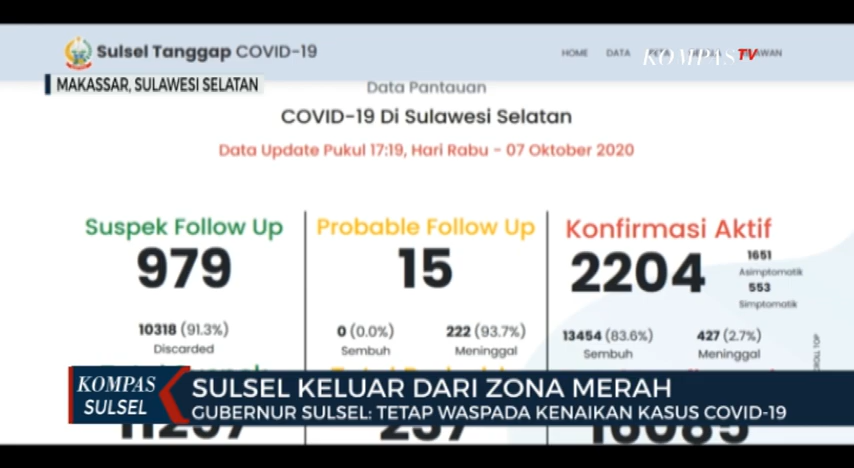 Sulsel Tanggap COVID-19
HOME DATA
KOMPAS TV
MAKASSAR, SULAWESI SELATAN
Data Pantauan
COVID-19 Di Sulawesi Selatan
Data Update Pukul 17:19, Hari Rabu - 07 Oktober 2020
Suspek Follow Up
979
10318 (91.3%)
Discarded
Probable Follow Up
15
0 (0.0%)
Sembuh
222 (93.7%)
Meninggal
Konfirmasi Aktif
2204
1651
Asimptomatik
553
Simptomatik
13454 (83.6%)
Sembuh
427 (2.7%)
Meninggal
KOMPAS
SULSEL
SULSEL KELUAR DARI ZONA MERAH
GUBERNUR SULSEL: TETAP WASPADA KENAIKAN KASUS COVID-19
11297
237
16085